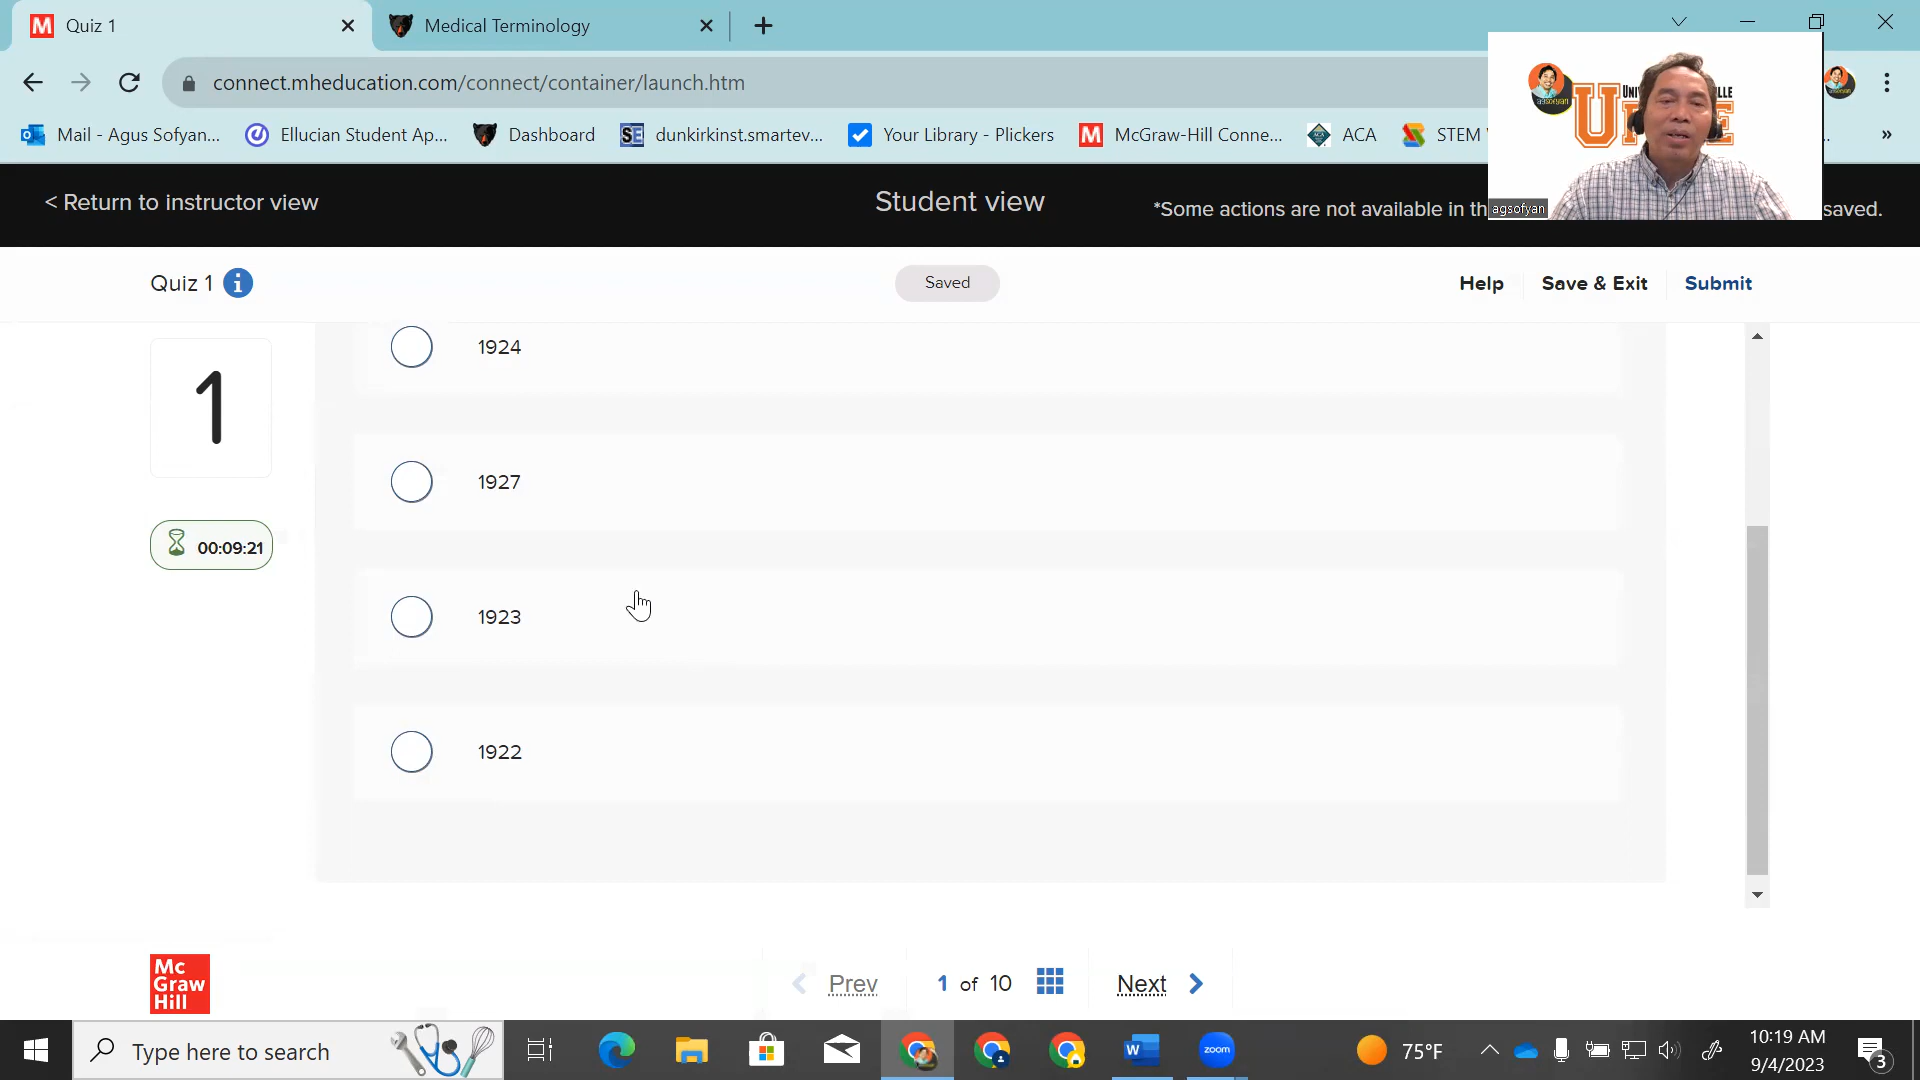 Quiz 1
Medical Terminology
connect.mheducation.com/connect/container/launch.htm
Mail - Agus Sofyan...
Ellucian Student Ap...
Dashboard
dunkirkinst.smartev...
Your Library - Plickers
McGraw-Hill Conne...
ACA
STEM
agsofyan
< Return to instructor view
Student view
*Some actions are not available in th
saved.
Quiz 1
Saved
Help
Save & Exit
Submit
1
00:09:21
1924
1927
1923
1922
Mc
Graw
Hill
Prev
1 of 10
Next
Type here to search
zoom
75°F
10:19 AM
9/4/2023
3